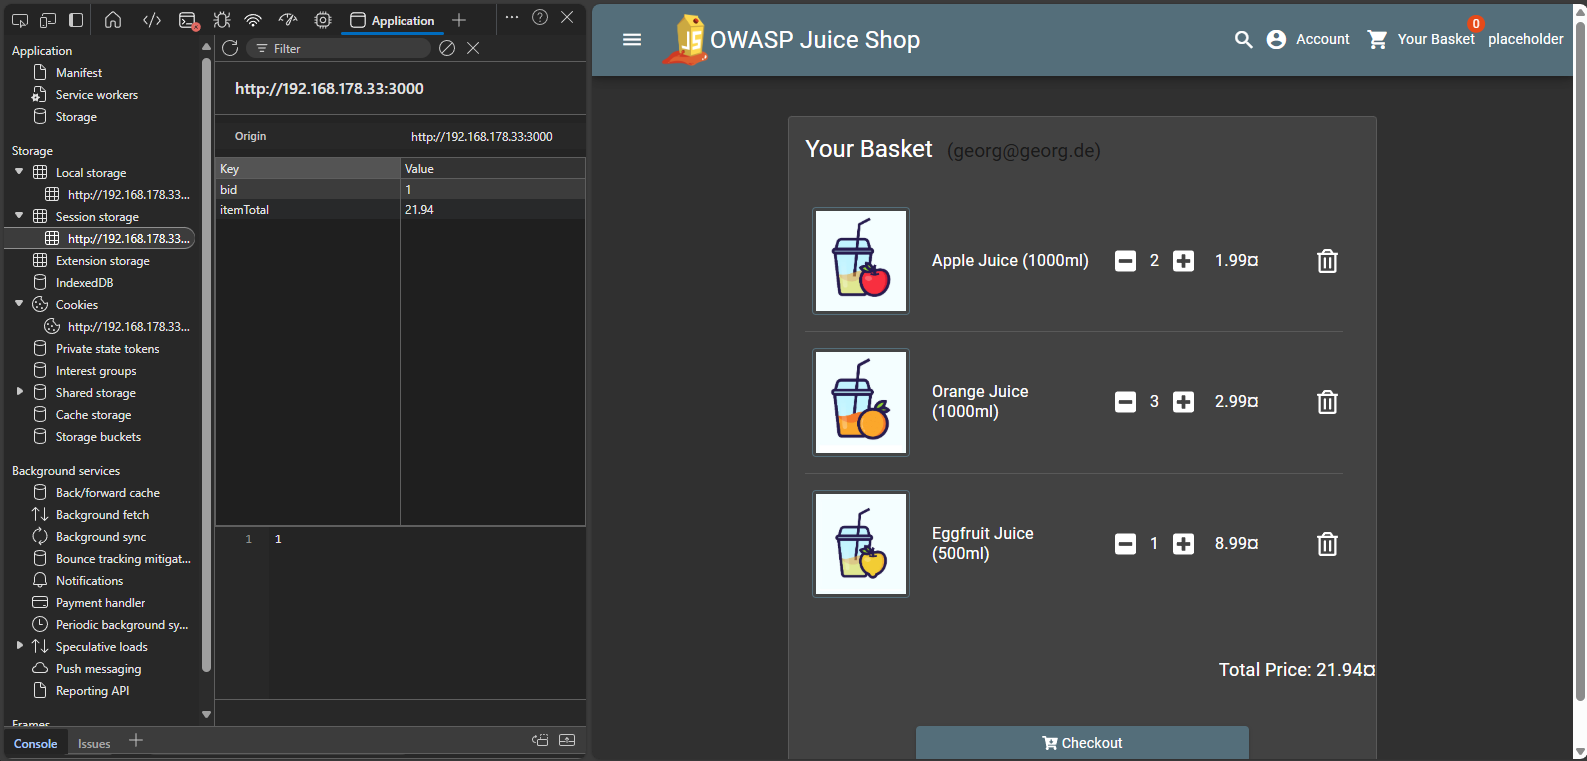 Application
Application
Manifest
Service workers
Storage
Storage
Local storage
http://192.168.178.33...
Session storage
http://192.168.178.33...
Extension storage
IndexedDB
Cookies
http://192.168.178.33...
Private state tokens
Interest groups
Shared storage
Cache storage
Storage buckets
Background services
Back/forward cache
Background fetch
Background sync
Bounce tracking mitigat...
Notifications
Payment handler
Periodic background sy...
Speculative loads
Push messaging
Reporting API
Frames
Console Issues
Filter
http://192.168.178.33:3000
Origin http://192.168.178.33:3000
Key Value
bid 1
itemTotal 21.94
1 1
JS OWASP Juice Shop
Account
0
Your Basket
placeholder
Your Basket (georg@georg.de)
Apple Juice (1000ml) 2 1.99¤
Orange Juice
(1000ml)
3 2.99¤
Eggfruit Juice
(500ml)
1 8.99¤
Total Price: 21.94¤
Checkout